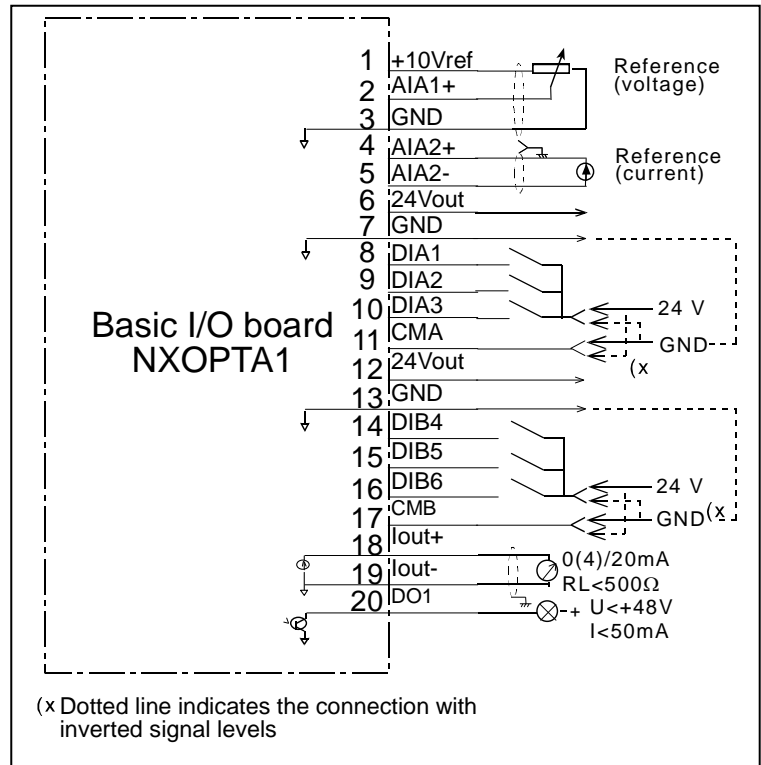 1 +10Vref
2 AIA1+
3 GND
4 AIA2+
5 AIA2-
6 24Vout
7 GND
8 DIA1
9 DIA2
10 DIA3
11 CMA
12 24Vout
13 GND
14 DIB4
15 DIB5
16 DIB6
17 CMB
18 Iout+
19 Iout-
20 DO1
Reference
(voltage)
Reference
(current)
24 V
GND
(x
24 V
GND (x
0(4)/20mA
RL<500Ω
-+ U<+48V
I<50mA
Basic I/O board
NXOPTA1
(x Dotted line indicates the connection with
inverted signal levels